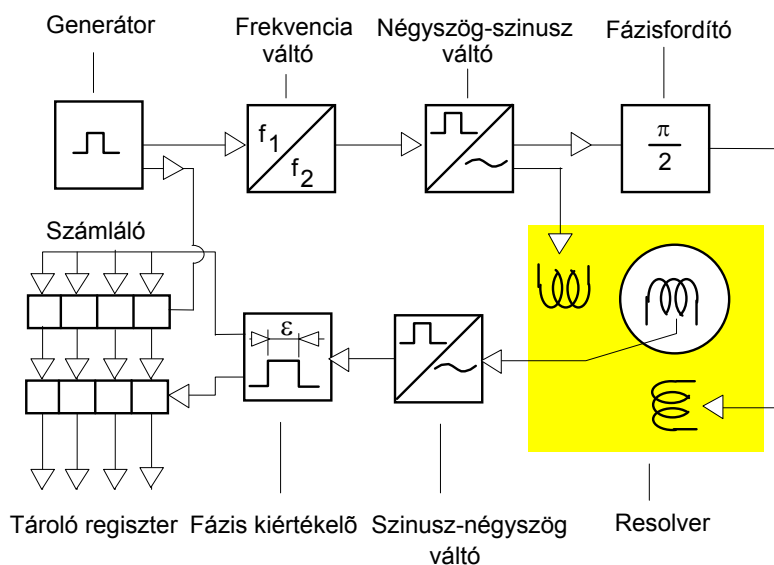 Generátor
Frekvencia
váltó
Négyszög-szinusz
váltó
Fázisfordító
f1
f2
π
2
Számláló
ε
Tároló regiszter
Fázis kiértékelõ
Szinusz-négyszög
váltó
Resolver